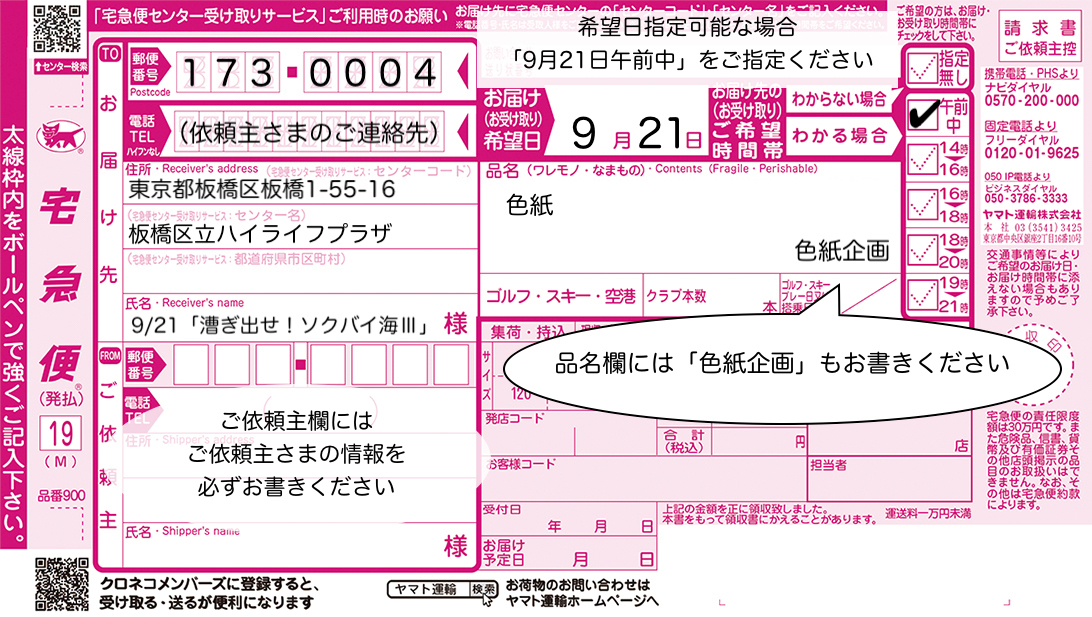 「宅急便センター受け取りサービス」ご利用時のお願い
希望日指定可能な場合
「9月21日午前中」をご指定ください
ご希望の方は、お届け・
お受け取り時間帯に
チェックをして下さい。
請求書
ご依頼主控
⬆センター検索
太線枠内をボールペンで強くご記入下さい。
宅急便
(発払)
19
(M)
品番900
TO
お届け先
郵便番号
Postcode
173-0004
電話
TEL
ハイフンなし
(依頼主さまのご連絡先)
お届け
(お受け取り)
希望日
9月21日
お届け先の
(お受け取り)
ご希望
時間帯
わからない場合
わかる場合
指定無し
午前中
14時
16時
16時
18時
18時
20時
19時
21時
住所・Receiver's address (宅急便センター受け取りサービス:センターコード)
東京都板橋区板橋1-55-16
(宅急便センター受け取りサービス:センター名)
板橋区立ハイライフプラザ
(宅急便センター受け取りサービス:都道府県市区町村)
氏名・Receiver's name
9/21「漕ぎ出せ！ソクバイ海Ⅲ」 様
品名 (ワレモノ・なまもの)・Contents (Fragile・Perishable)
色紙
色紙企画
ゴルフ・スキー・空港
クラブ本数
本
ゴルフ・スキー
集荷・持込
品名欄には「色紙企画」もお書きください
FROM
ご依頼主
郵便番号
電話
TEL
住所・Shipper's address
ご依頼主欄には
ご依頼主さまの情報を
必ずお書きください
氏名・Shipper's name
様
発店コード
合計
(税込)
円
店
お客様コード
担当者
受付日
年 月 日
お届け
予定日
月 日
上記の金額を正に領収致しました。
本書をもって領収書にかえることがあります。
運送料一万円未満
携帯電話・PHSより
ナビダイヤル
0570-200-000
固定電話より
フリーダイヤル
0120-01-9625
050 IP電話より
ビジネスダイヤル
050-3786-3333
ヤマト運輸株式会社
本社 03(3541)3425
東京都中央区銀座2丁目16番10号
交通事情等により
ご希望のお届け日・
お届け時間帯に添
えない場合もあり
ますので予めご了
承下さい。
収印
宅急便の責任限度
額は30万円です。ま
た危険品、信書、貨
幣及び有価証券そ
の他店頭掲示の品
目のお取扱いはで
きません。なお、そ
の他は宅急便約款
によります。
クロネコメンバーズに登録すると、
受け取る・送るが便利になります
ヤマト運輸 検索
お荷物のお問い合わせは
ヤマト運輸ホームページへ